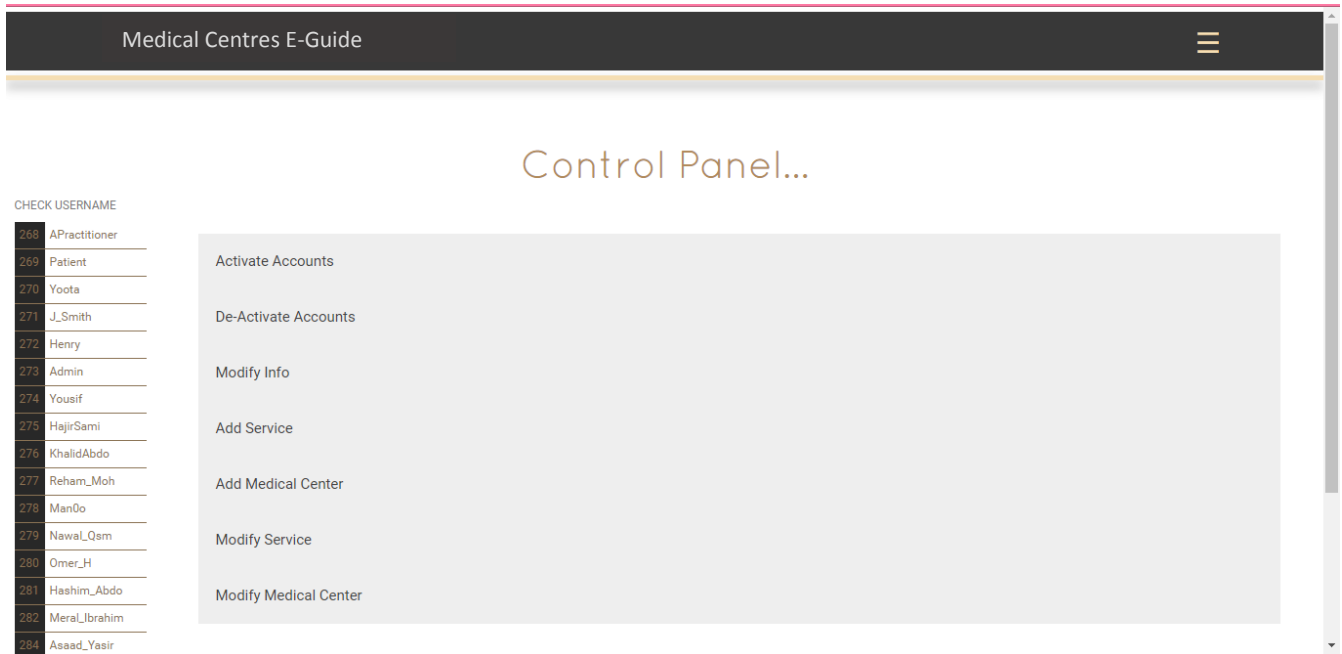 Medical Centres E-Guide
Control Panel...
CHECK USERNAME
268 APractitioner
269 Patient
270 Yoota
271 J_Smith
272 Henry
273 Admin
274 Yousif
275 HajirSami
276 KhalidAbdo
277 Reham_Moh
278 Man0o
279 Nawal_Qsm
280 Omer_H
281 Hashim_Abdo
282 Meral_Ibrahim
284 Asaad_Yasir
Activate Accounts
De-Activate Accounts
Modify Info
Add Service
Add Medical Center
Modify Service
Modify Medical Center